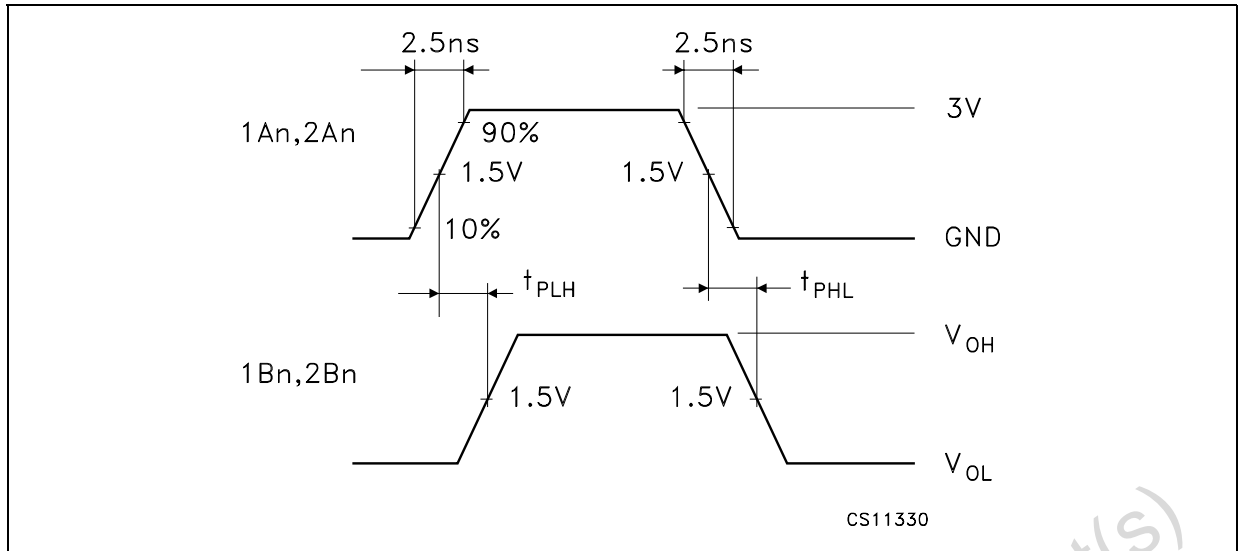 2.5ns 2.5ns
3V
1An,2An 90%
1.5V 1.5V
10% GND
tPLH tPHL
VOH
1Bn,2Bn
1.5V 1.5V
VOL
CS11330
t(s)